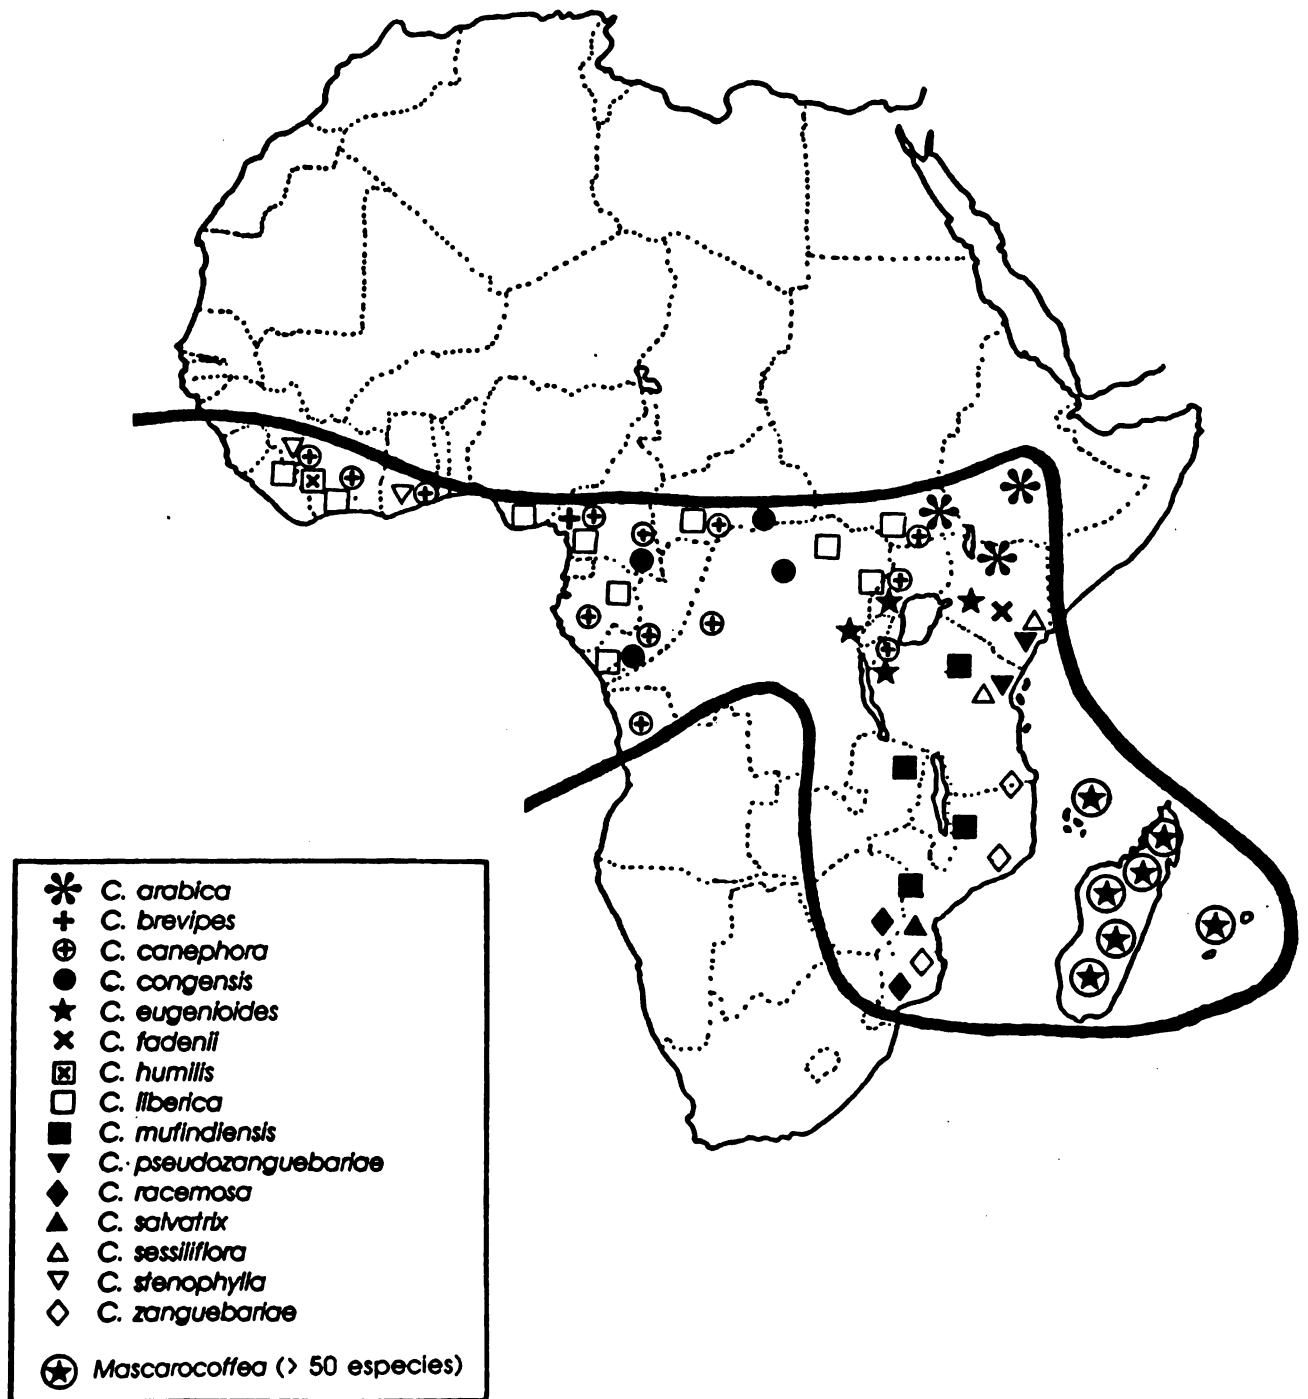 C. arabica
C. brevipes
C. canephora
C. congensis
C. eugenioides
C. fadenii
C. humilis
C. liberica
C. mufindiensis
C. pseudozanguebariae
C. racemosa
C. salvatrix
C. sessiliflora
C. stenophylla
C. zanguebariae
Mascarocoffea (> 50 especies)